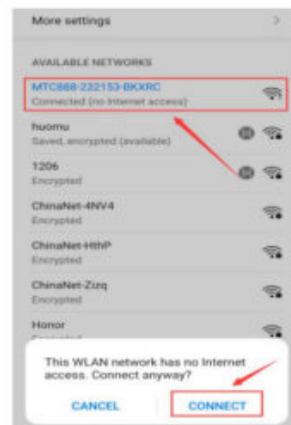 More settings
AVAILABLE NETWORKS
MTC888-232153-BKXRC
Connected (no Internet access)
huomu
Saved, encrypted (available)
1206
Encrypted
ChinaNet-4NV4
Encrypted
ChinaNet-HthP
Encrypted
ChinaNet-Zizq
Encrypted
Honor
Encrypted
This WLAN network has no Internet
access. Connect anyway?
CANCEL CONNECT